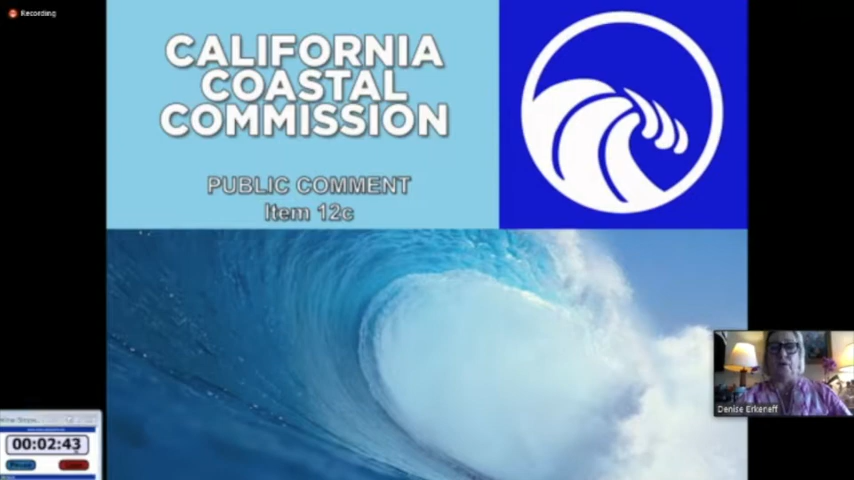 Recording
CALIFORNIA
COASTAL
COMMISSION
PUBLIC COMMENT
Item 12c
Denise Erkeneff
00:02:43